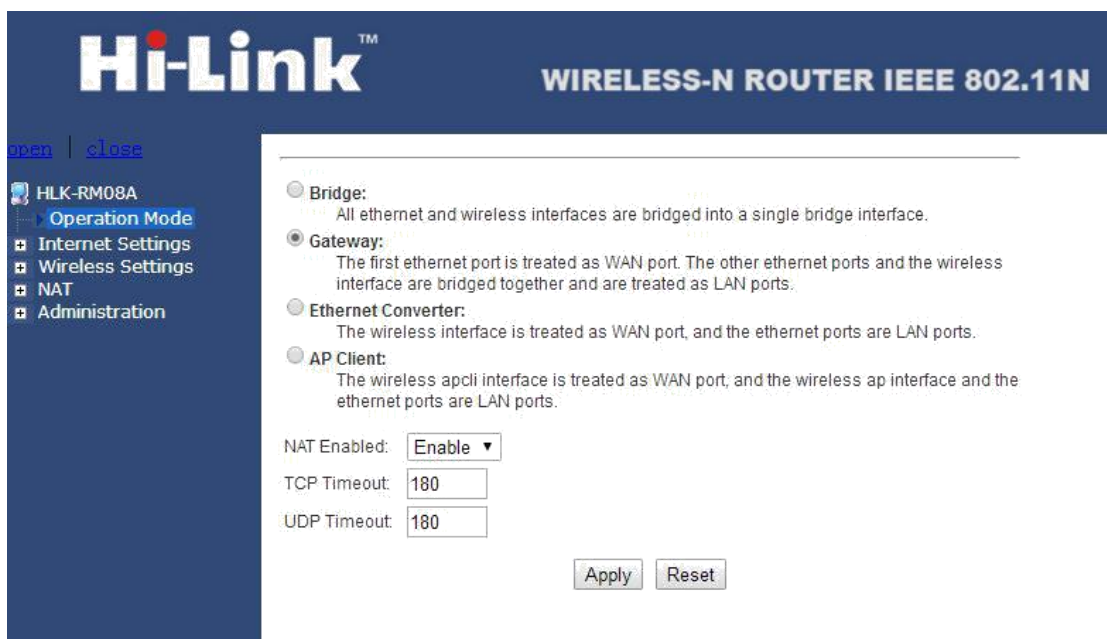 Hi-Link™
WIRELESS-N ROUTER IEEE 802.11N
open | close
HLK-RM08A
Operation Mode
Internet Settings
Wireless Settings
NAT
Administration
Bridge:
All ethernet and wireless interfaces are bridged into a single bridge interface.
Gateway:
The first ethernet port is treated as WAN port. The other ethernet ports and the wireless
interface are bridged together and are treated as LAN ports.
Ethernet Converter:
The wireless interface is treated as WAN port, and the ethernet ports are LAN ports.
AP Client:
The wireless apcli interface is treated as WAN port, and the wireless ap interface and the
ethernet ports are LAN ports.
NAT Enabled: Enable
TCP Timeout: 180
UDP Timeout: 180
Apply Reset